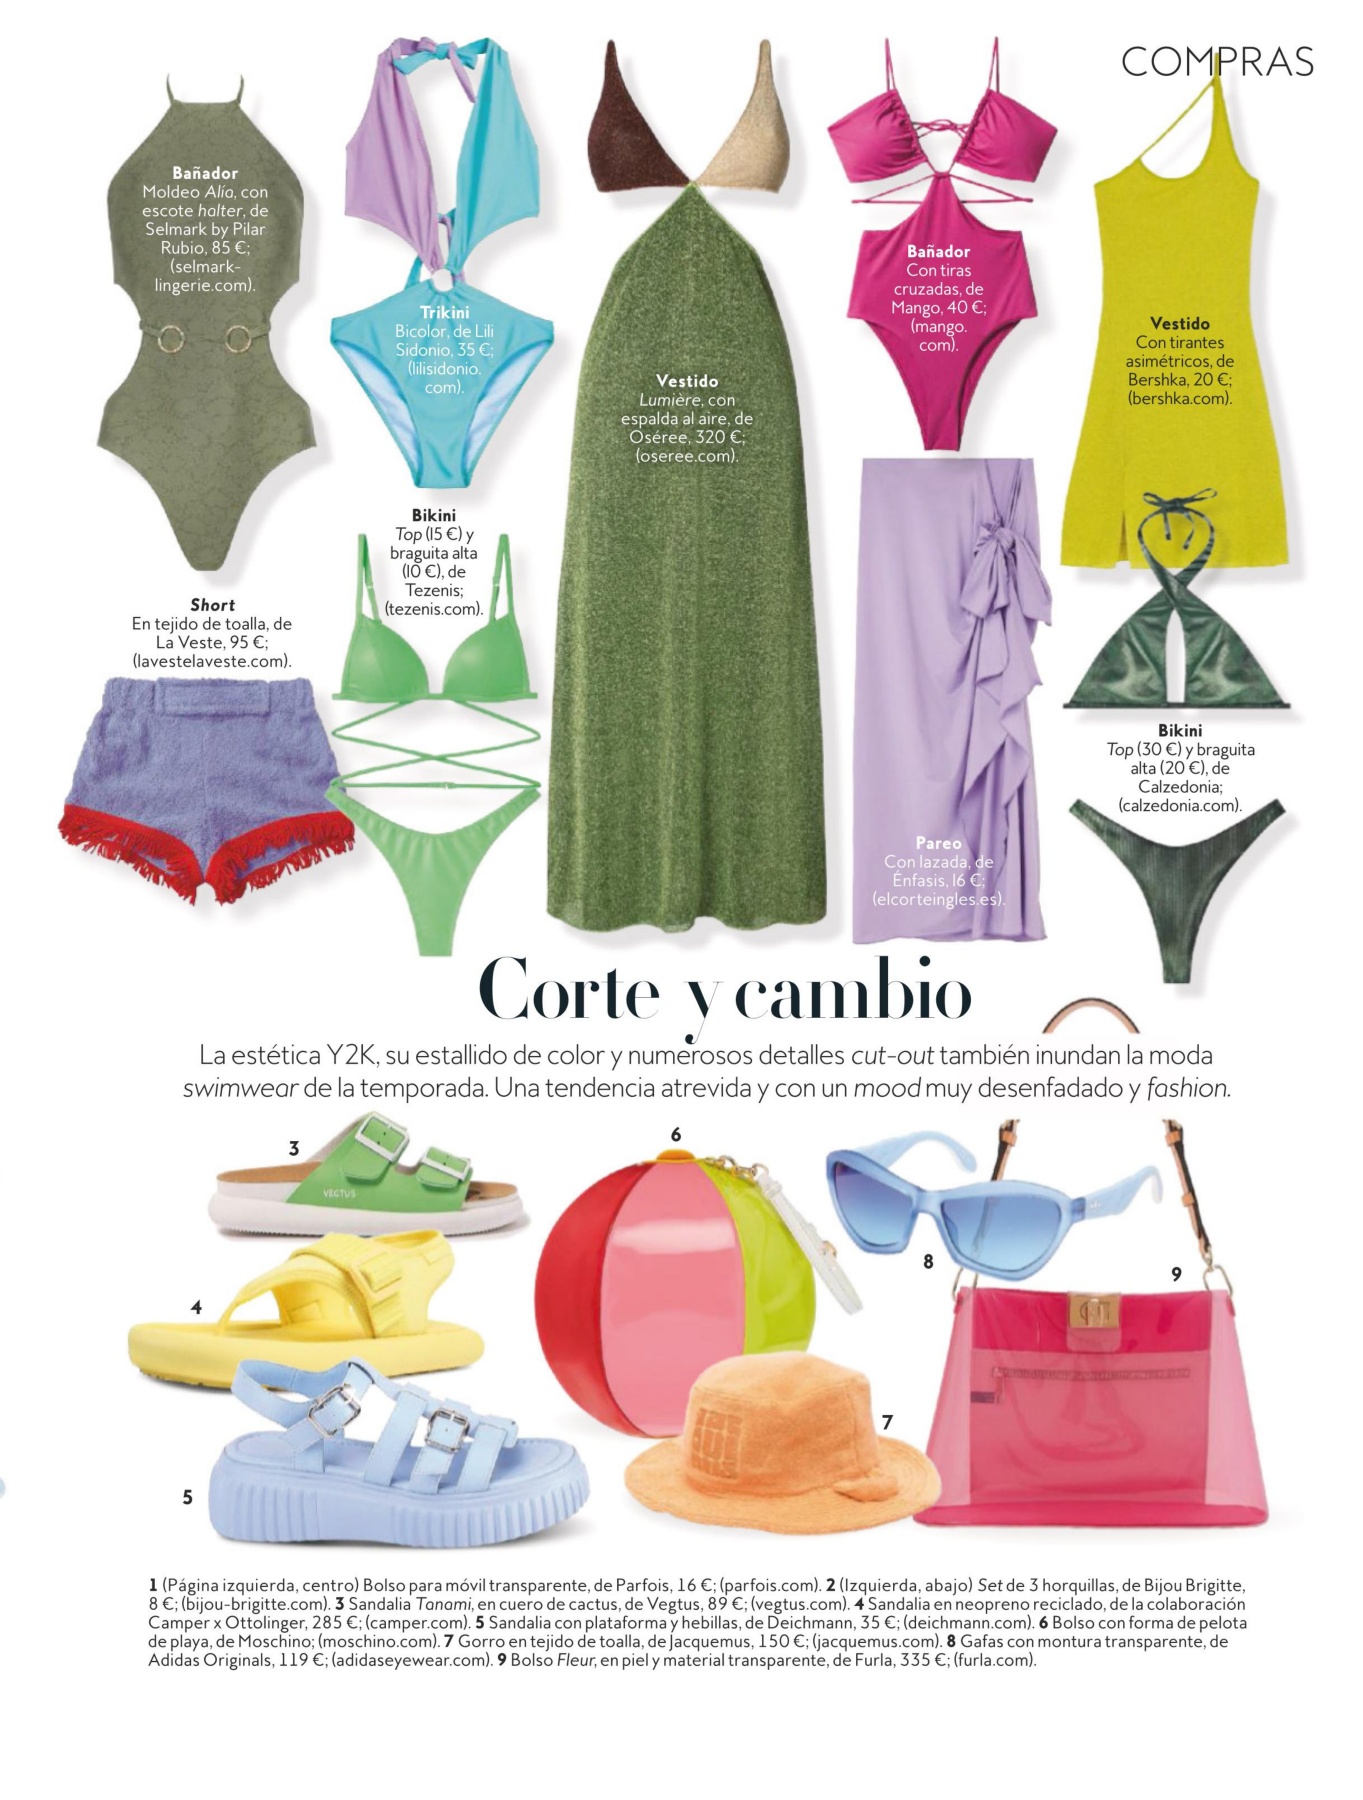 COMPRAS
Bañador
Moldeo Alía, con
escote halter, de
Selmark by Pilar
Rubio, 85 €;
(selmark-
lingerie.com).
Trikini
Bicolor, de Lili
Sidonio, 35 €;
(lilisidonio.
com).
Vestido
Lumière, con
espalda al aire, de
Oséree, 320 €;
(oseree.com).
Bañador
Con tiras
cruzadas, de
Mango, 40 €;
(mango.
com).
Vestido
Con tirantes
asimétricos, de
Bershka, 20 €;
(bershka.com).
Short
En tejido de toalla, de
La Veste, 95 €;
(lavestelaveste.com).
Bikini
Top (15 €) y
braguita alta
(10 €), de
Tezenis;
(tezenis.com).
Pareo
Con lazada, de
Énfasis, 16 €;
(elcorteingles.es).
Bikini
Top (30 €) y braguita
alta (20 €), de
Calzedonia;
(calzedonia.com).
Corte y cambio
La estética Y2K, su estallido de color y numerosos detalles cut-out también inundan la moda
swimwear de la temporada. Una tendencia atrevida y con un mood muy desenfadado y fashion.
3
VEGTUS
4
5
6
7
8
9
1 (Página izquierda, centro) Bolso para móvil transparente, de Parfois, 16 €; (parfois.com). 2 (Izquierda, abajo) Set de 3 horquillas, de Bijou Brigitte,
8 €; (bijou-brigitte.com). 3 Sandalia Tanami, en cuero de cactus, de Vegtus, 89 €; (vegtus.com). 4 Sandalia en neopreno reciclado, de la colaboración
Camper x Ottolinger, 285 €; (camper.com). 5 Sandalia con plataforma y hebillas, de Deichmann, 35 €; (deichmann.com). 6 Bolso con forma de pelota
de playa, de Moschino; (moschino.com). 7 Gorro en tejido de toalla, de Jacquemus, 150 €; (jacquemus.com). 8 Gafas con montura transparente, de
Adidas Originals, 119 €; (adidaseyewear.com). 9 Bolso Fleur, en piel y material transparente, de Furla, 335 €; (furla.com).